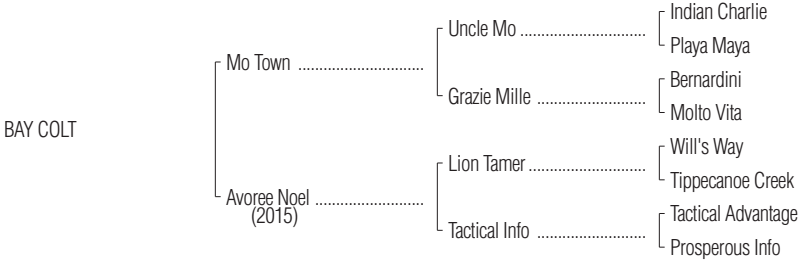 Indian Charlie
Uncle Mo ..............................
Playa Maya
Mo Town ..............................
Bernardini
Grazie Mille ..........................
Molto Vita
BAY COLT
Will's Way
Lion Tamer............................
Tippecanoe Creek
Avoree Noel ..........................
(2015)
Tactical Advantage
Tactical Info ..........................
Prosperous Info